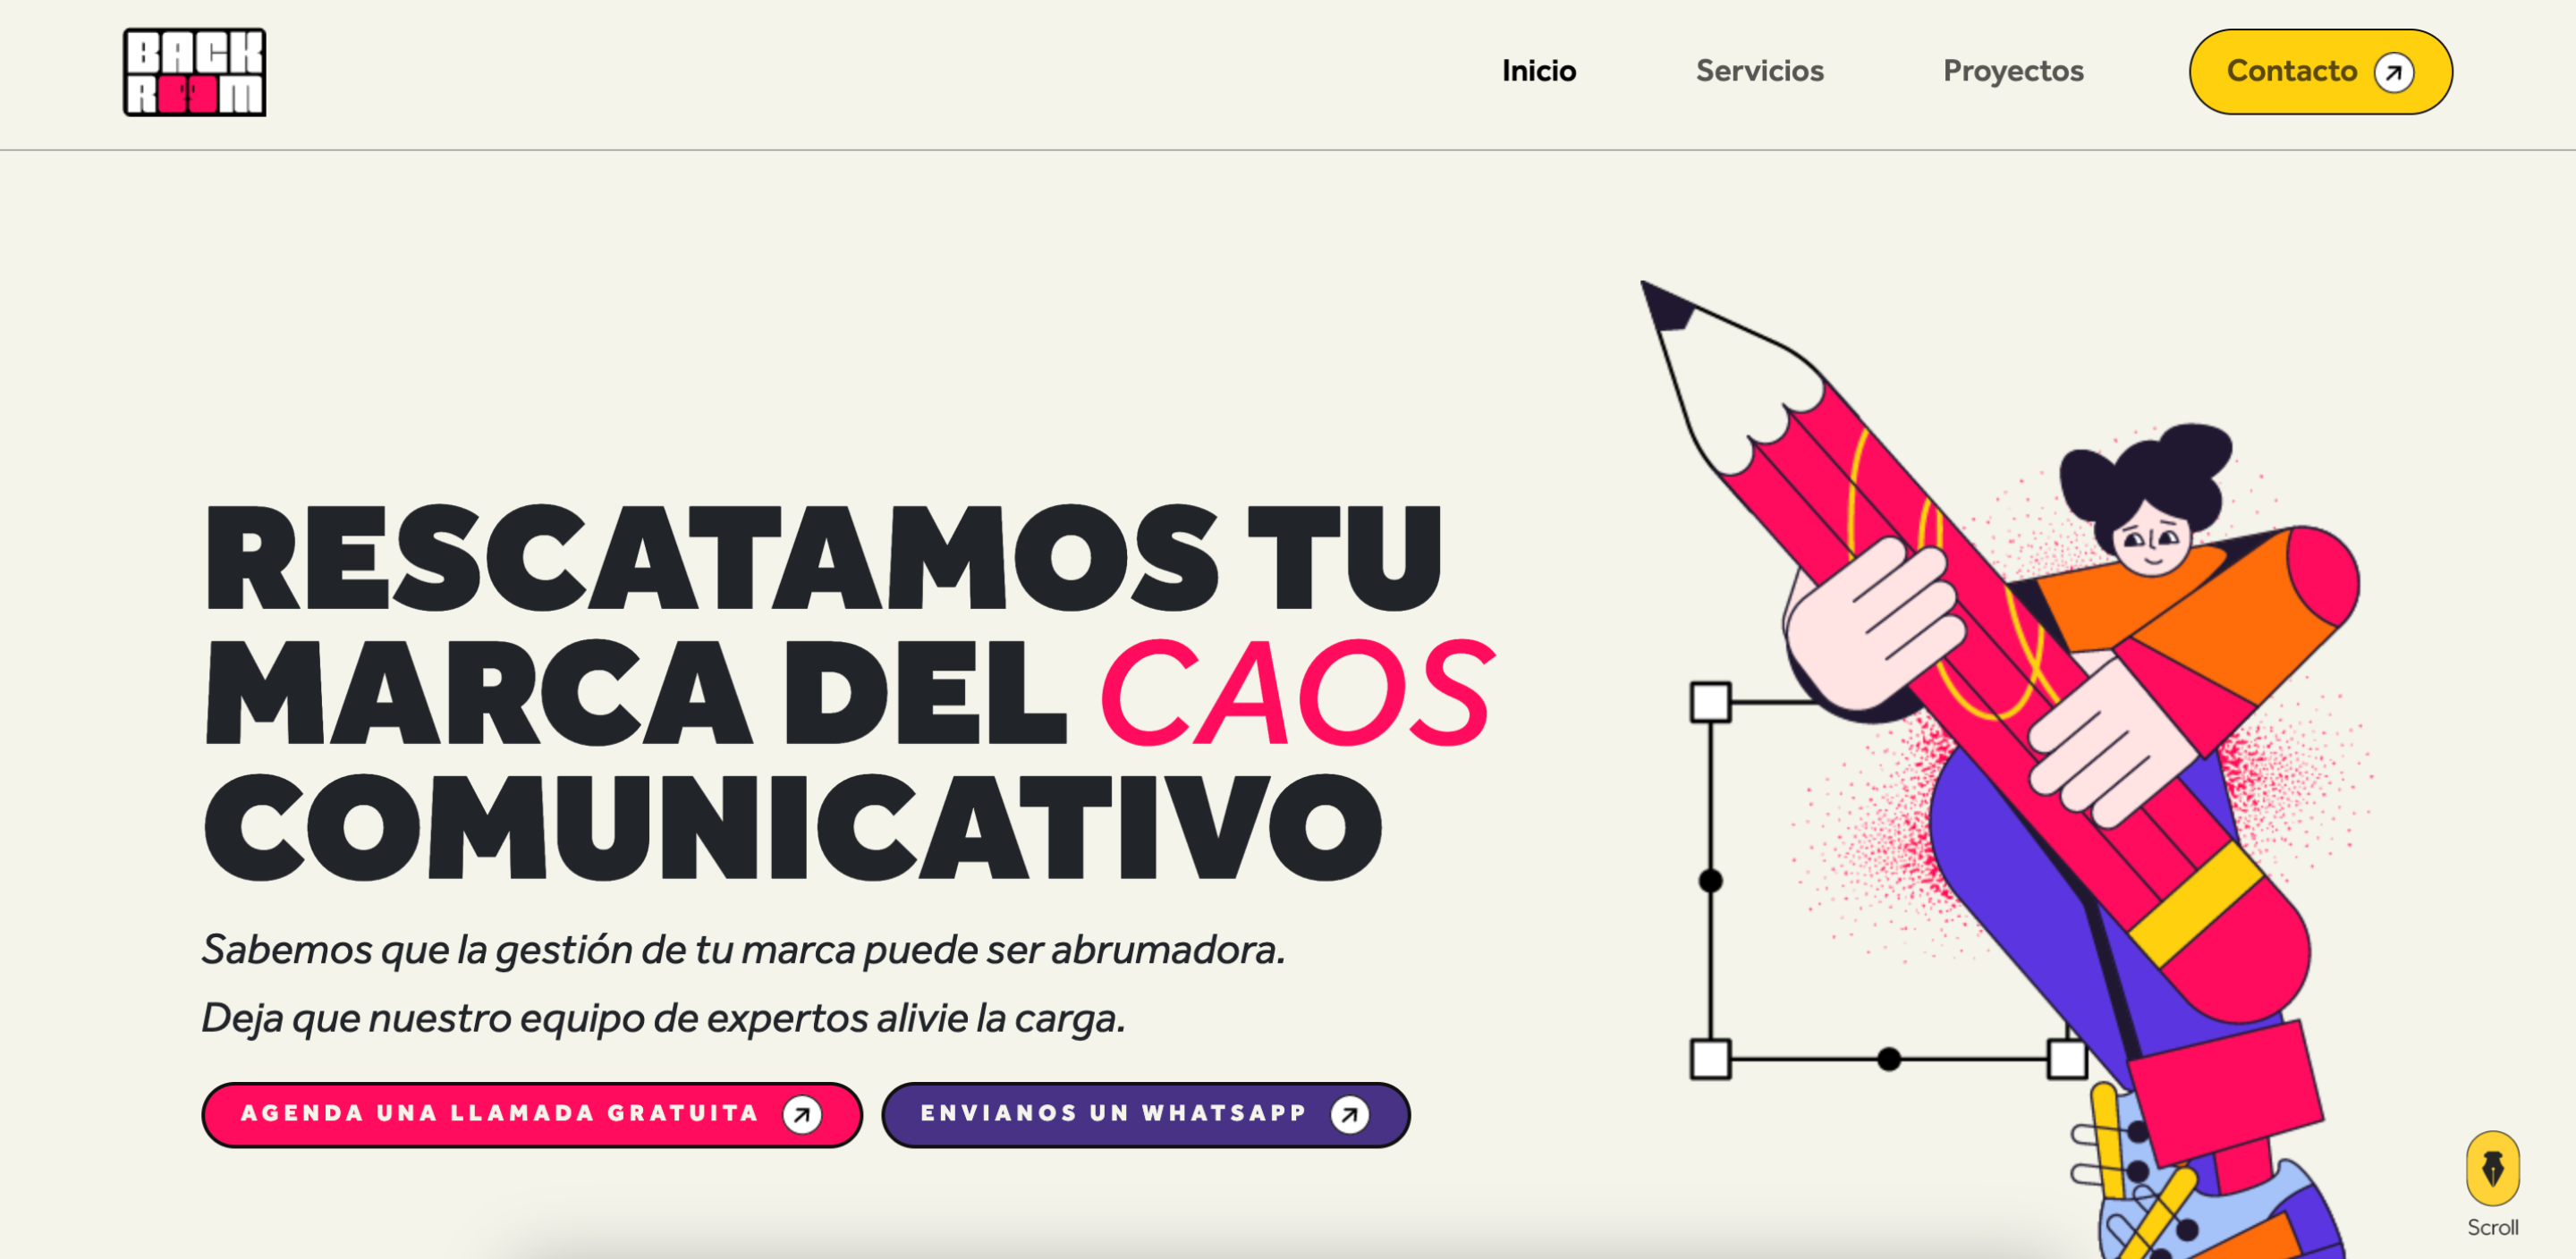 BACK
ROOM
Inicio
Servicios
Proyectos
Contacto
RESCATAMOS TU
MARCA DEL CAOS
COMUNICATIVO
Sabemos que la gestión de tu marca puede ser abrumadora.
Deja que nuestro equipo de expertos alivie la carga.
AGENDA UNA LLAMADA GRATUITA
ENVIANOS UN WHATSAPP
Scroll